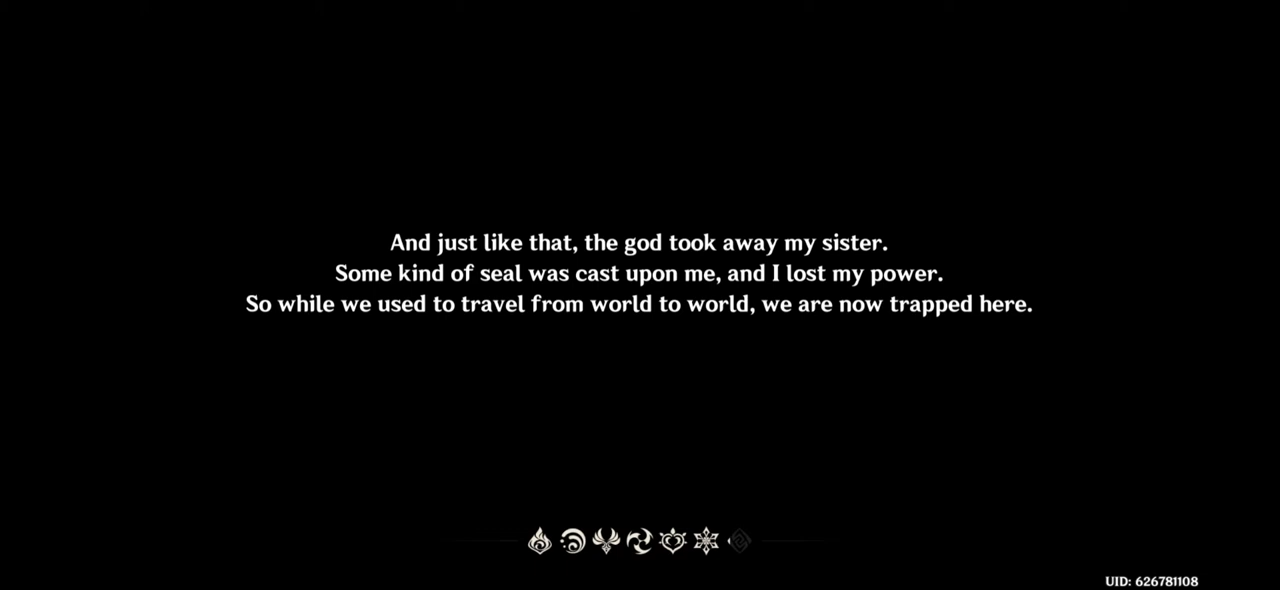 And just like that, the god took away my sister.
Some kind of seal was cast upon me, and I lost my power.
So while we used to travel from world to world, we are now trapped here.
UID: 626781108